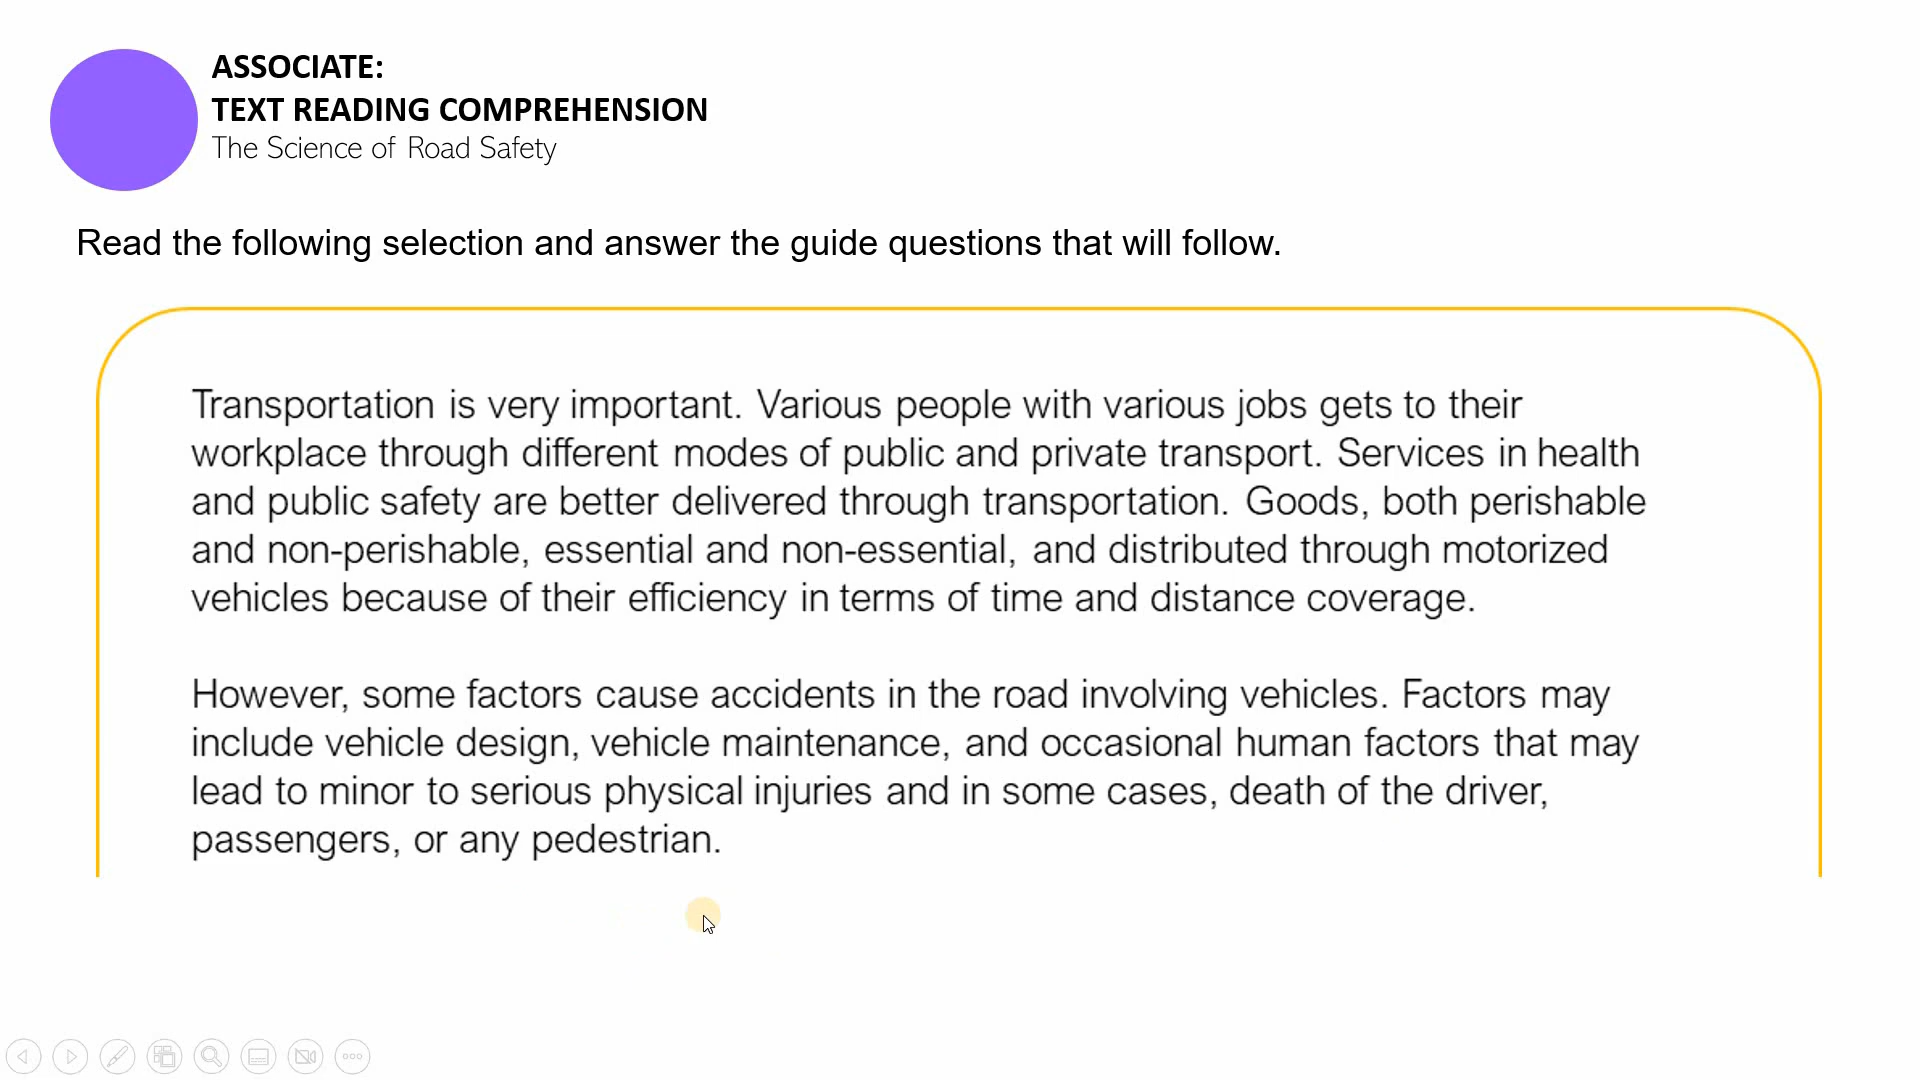 ASSOCIATE:
TEXT READING COMPREHENSION
The Science of Road Safety
Read the following selection and answer the guide questions that will follow.
Transportation is very important. Various people with various jobs gets to their
workplace through different modes of public and private transport. Services in health
and public safety are better delivered through transportation. Goods, both perishable
and non-perishable, essential and non-essential, and distributed through motorized
vehicles because of their efficiency in terms of time and distance coverage.
However, some factors cause accidents in the road involving vehicles. Factors may
include vehicle design, vehicle maintenance, and occasional human factors that may
lead to minor to serious physical injuries and in some cases, death of the driver,
passengers, or any pedestrian.